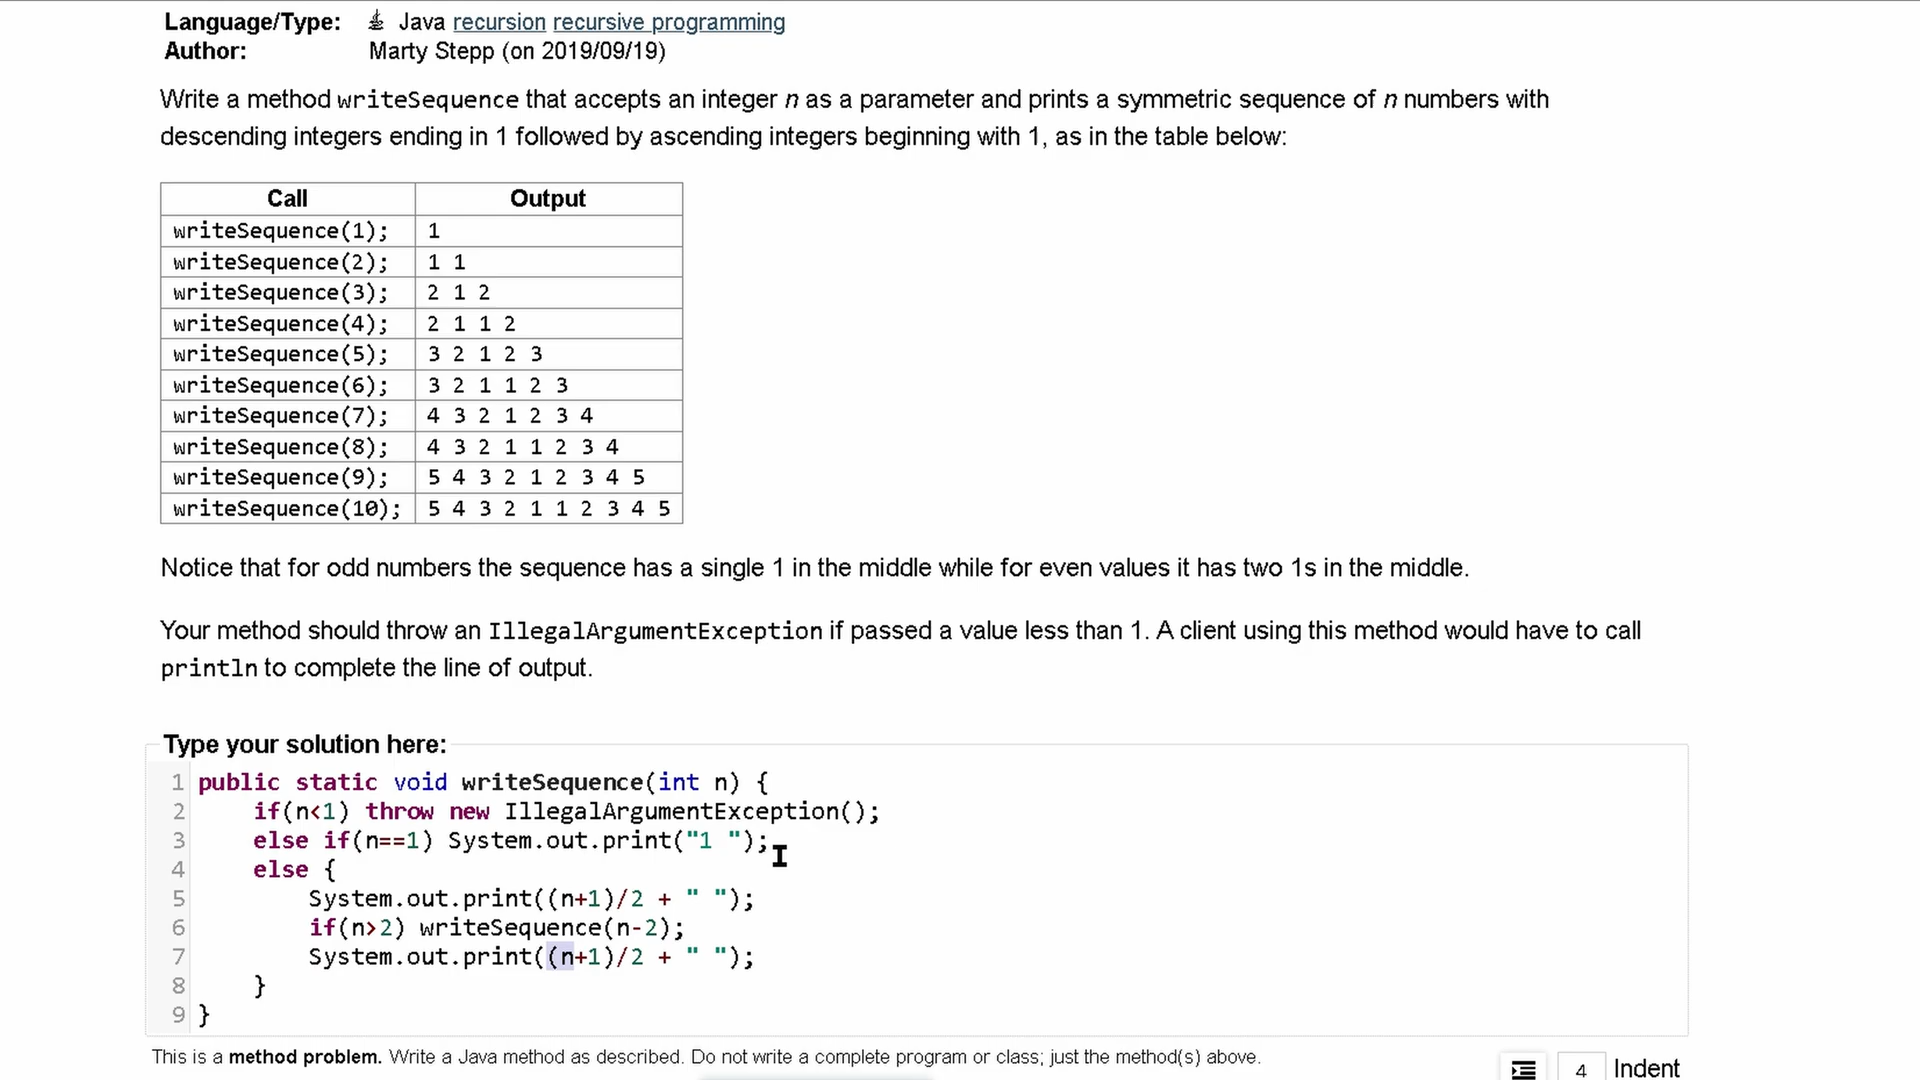 Language/Type: Java recursion recursive programming
Author: Marty Stepp (on 2019/09/19)
Write a method writeSequence that accepts an integer n as a parameter and prints a symmetric sequence of n numbers with
descending integers ending in 1 followed by ascending integers beginning with 1, as in the table below:
Call Output
writeSequence(1); 1
writeSequence(2); 1 1
writeSequence(3); 2 1 2
writeSequence(4); 2 1 1 2
writeSequence(5); 3 2 1 2 3
writeSequence(6); 3 2 1 1 2 3
writeSequence(7); 4 3 2 1 2 3 4
writeSequence(8); 4 3 2 1 1 2 3 4
writeSequence(9); 5 4 3 2 1 2 3 4 5
writeSequence(10); 5 4 3 2 1 1 2 3 4 5
Notice that for odd numbers the sequence has a single 1 in the middle while for even values it has two 1s in the middle.
Your method should throw an IllegalArgumentException if passed a value less than 1. A client using this method would have to call
println to complete the line of output.
Type your solution here:
1 public static void writeSequence(int n) {
2 if(n<1) throw new IllegalArgumentException();
3 else if(n==1) System.out.print("1 ");
4 else {
5 System.out.print((n+1)/2 + " ");
6 if(n>2) writeSequence(n-2);
7 System.out.print((n+1)/2 + " ");
8 }
9 }
This is a method problem. Write a Java method as described. Do not write a complete program or class; just the method(s) above.
4 Indent